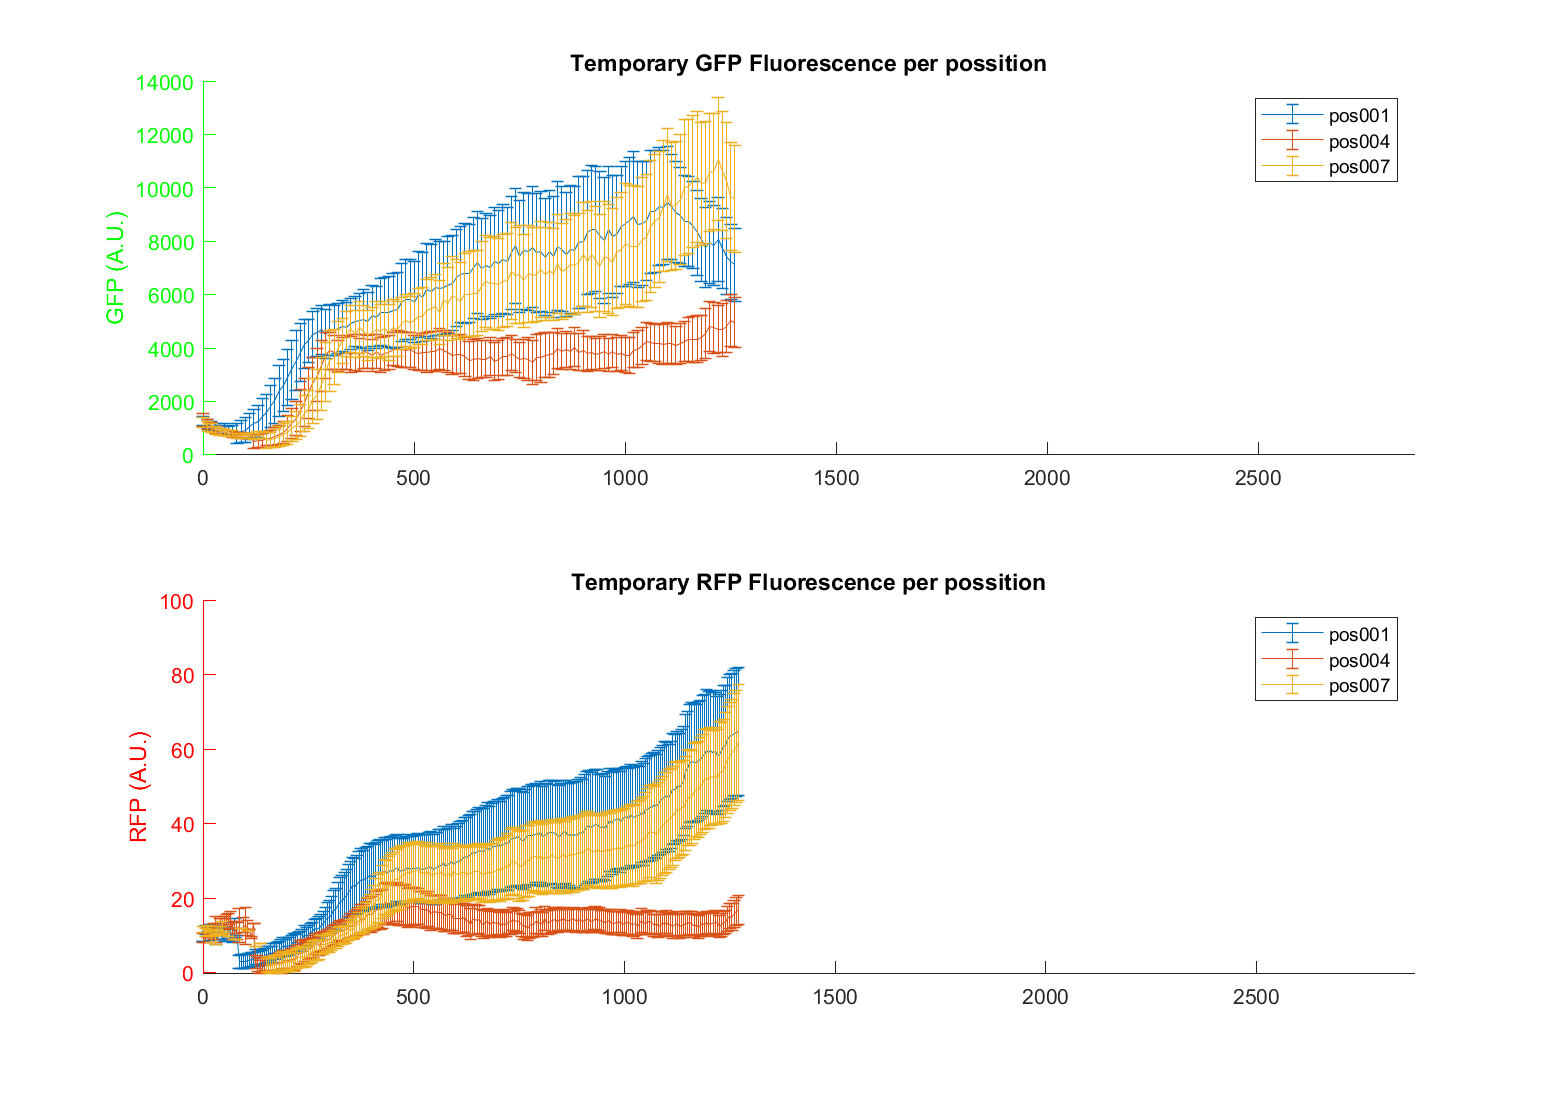 Temporary GFP Fluorescence per possition
GFP (A.U.)
14000
12000
10000
8000
6000
4000
2000
0
0 500 1000 1500 2000 2500
pos001
pos004
pos007
Temporary RFP Fluorescence per possition
RFP (A.U.)
100
80
60
40
20
0
0 500 1000 1500 2000 2500
pos001
pos004
pos007